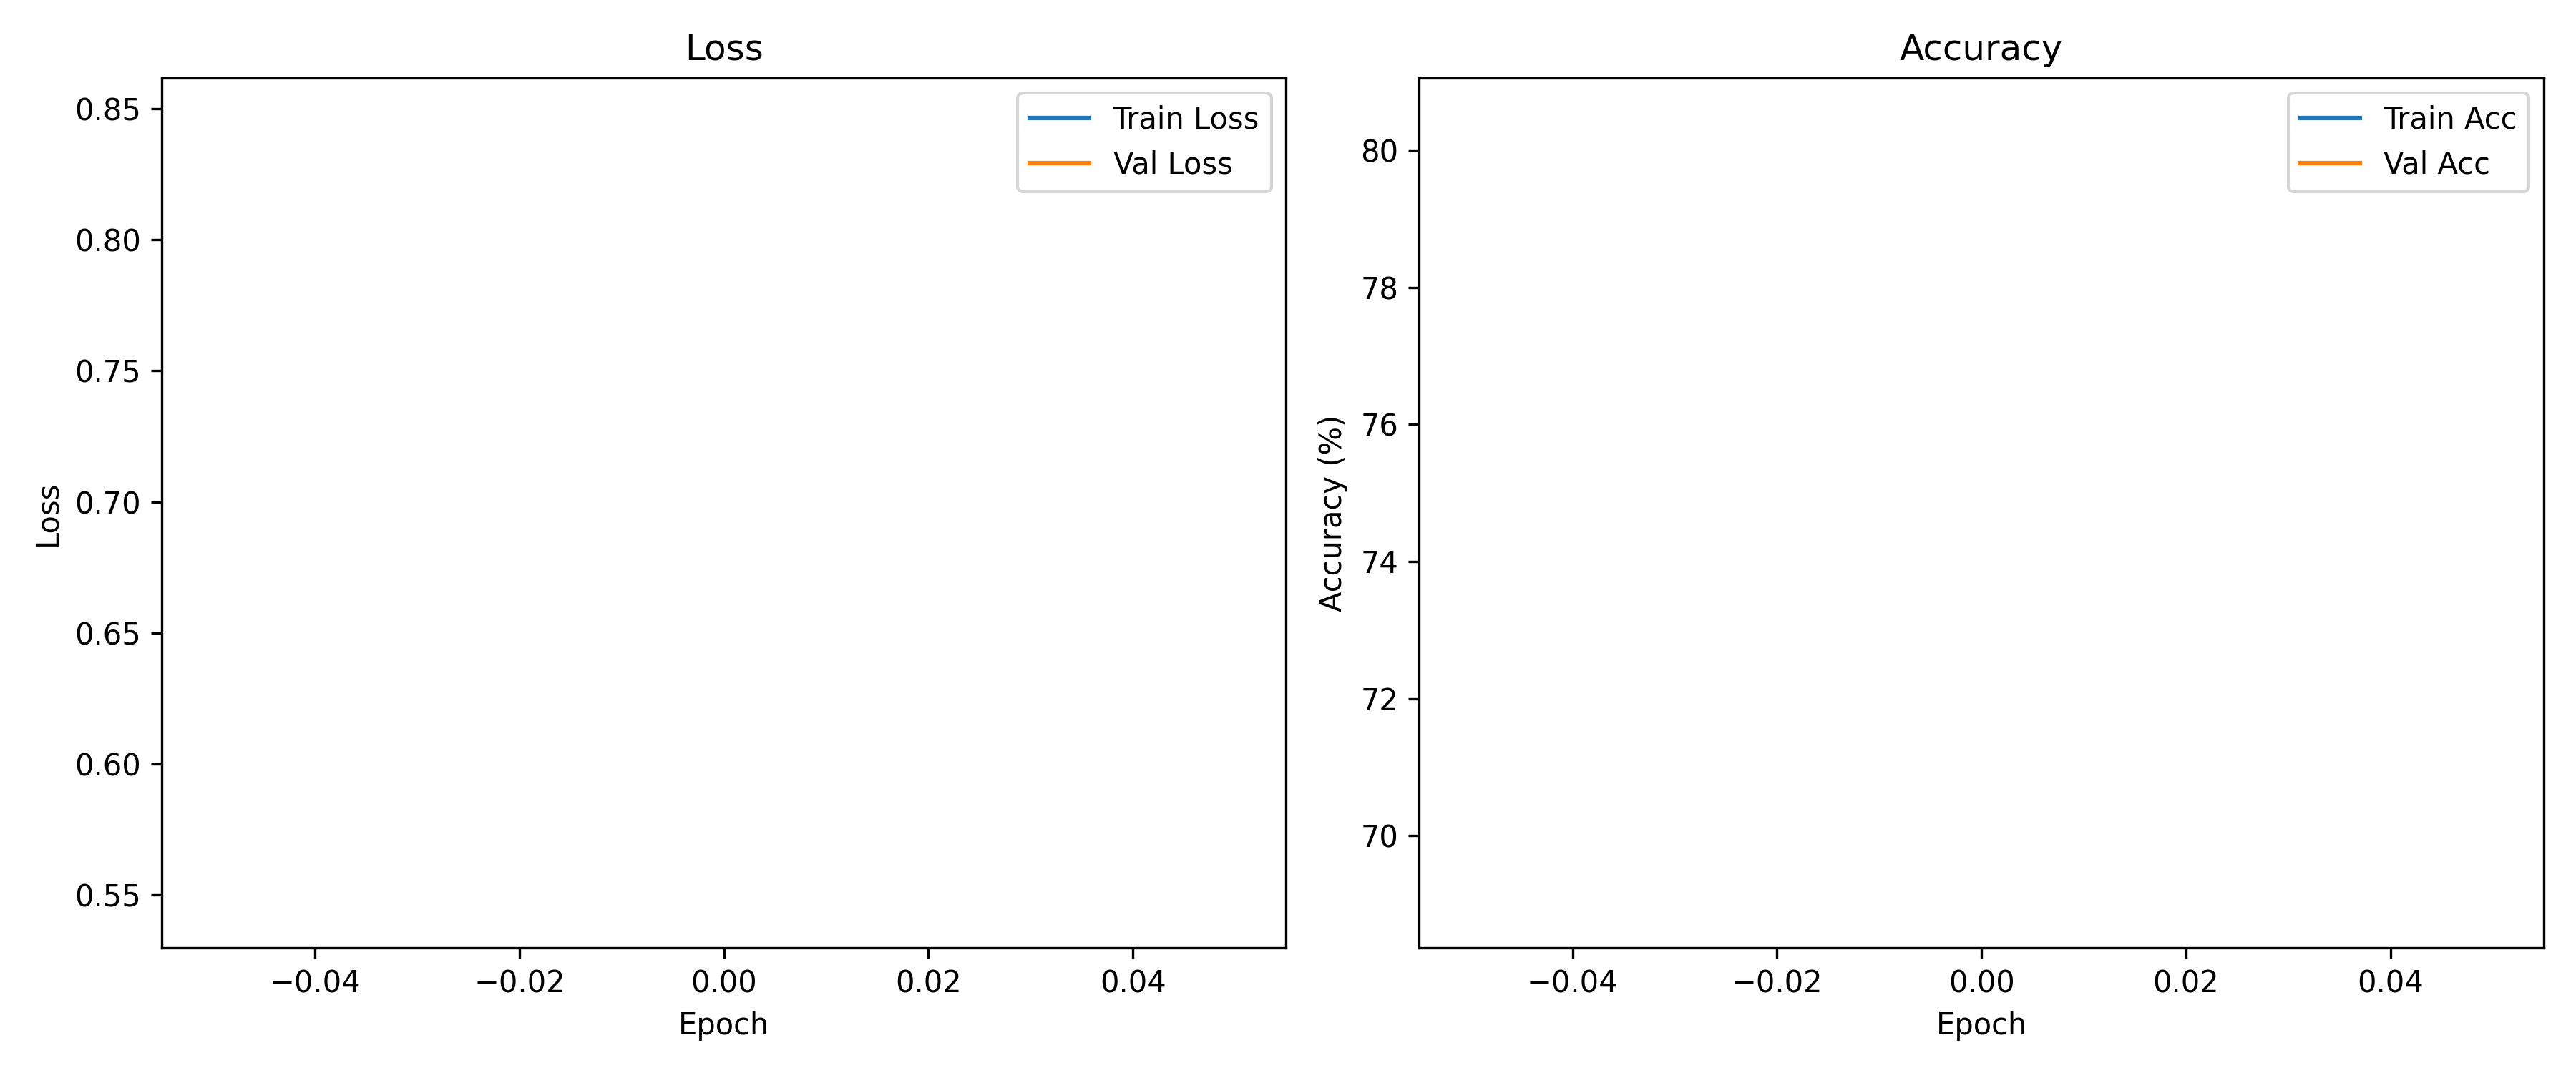 Loss
Train Loss
Val Loss
0.85
0.80
0.75
0.70
0.65
0.60
0.55
Loss
−0.04
−0.02
0.00
0.02
0.04
Epoch
Accuracy
Train Acc
Val Acc
80
78
76
74
72
70
Accuracy (%)
−0.04
−0.02
0.00
0.02
0.04
Epoch